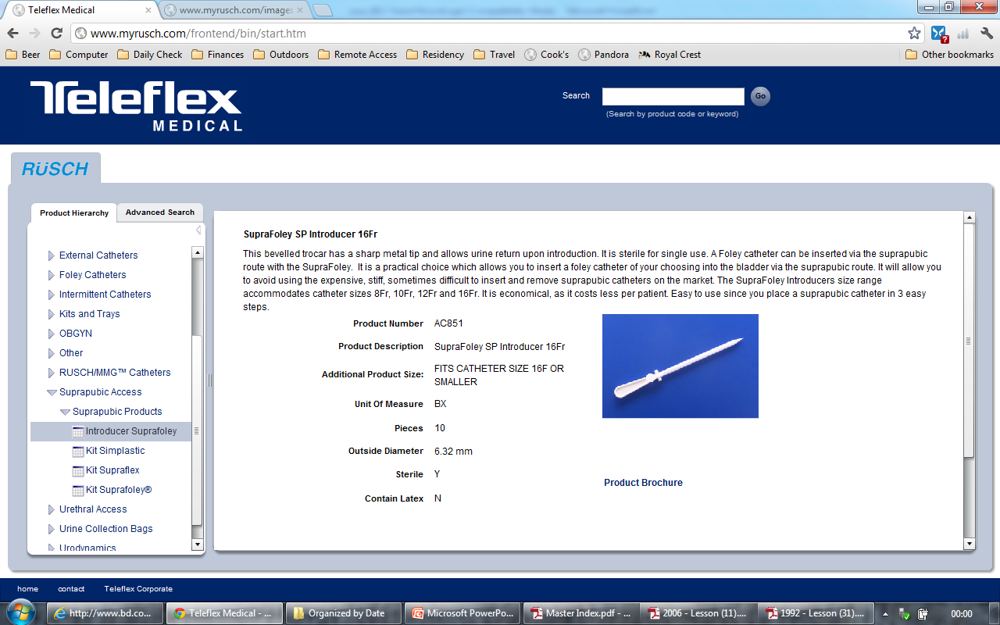 Teleflex Medical
www.myrusch.com/images
www.myrusch.com/frontend/bin/start.htm
Beer Computer Daily Check Finances Outdoors Remote Access Residency Travel Cook's Pandora Royal Crest Other bookmarks
Teleflex
MEDICAL
Search
Go
(Search by product code or keyword)
RÜSCH
Product Hierarchy
Advanced Search
External Catheters
Foley Catheters
Intermittent Catheters
Kits and Trays
OBGYN
Other
RUSCH/MMG™ Catheters
Suprapubic Access
Suprapubic Products
Introducer Suprafoley
Kit Simplastic
Kit Supraflex
Kit Suprafoley®
Urethral Access
Urine Collection Bags
Urodynamics
SupraFoley SP Introducer 16Fr
This bevelled trocar has a sharp metal tip and allows urine return upon introduction. It is sterile for single use. A Foley catheter can be inserted via the suprapubic
route with the SupraFoley. It is a practical choice which allows you to insert a foley catheter of your choosing into the bladder via the suprapubic route. It will allow you
to avoid using the expensive, stiff, sometimes difficult to insert and remove suprapubic catheters on the market. The SupraFoley Introducers size range
accommodates catheter sizes 8Fr, 10Fr, 12Fr and 16Fr. It is economical, as it costs less per patient. Easy to use since you place a suprapubic catheter in 3 easy
steps.
Product Number AC851
Product Description SupraFoley SP Introducer 16Fr
Additional Product Size: FITS CATHETER SIZE 16F OR
SMALLER
Unit Of Measure BX
Pieces 10
Outside Diameter 6.32 mm
Sterile Y
Contain Latex N
Product Brochure
home contact Teleflex Corporate
http://www.bd.co... Teleflex Medical - ... Organized by Date Microsoft PowerPo... Master Index.pdf - ... 2006 - Lesson (11).... 1992 - Lesson (31).... 00:00